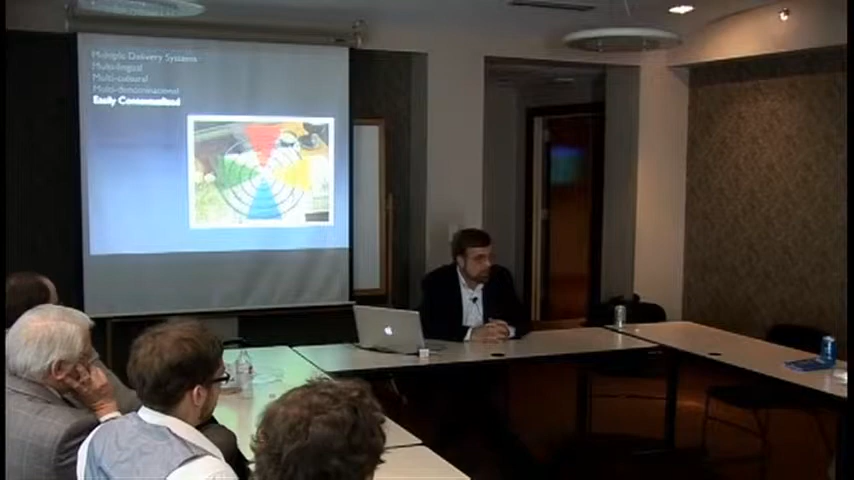 Multiple Delivery Systems
Multi-lingual
Multi-cultural
Multi-denominational
Easily Contextualized